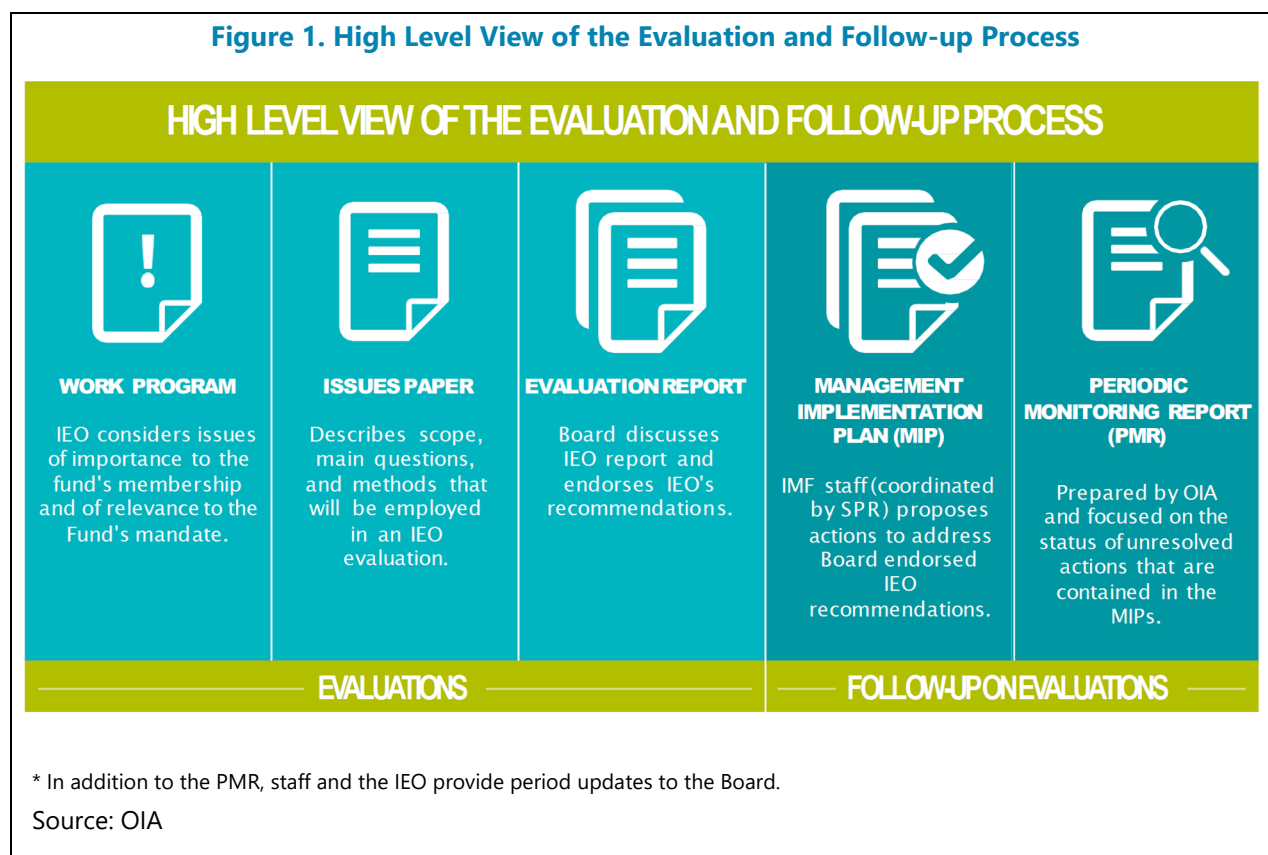 Figure 1. High Level View of the Evaluation and Follow-up Process
HIGH LEVEL VIEW OF THE EVALUATION AND FOLLOW-UP PROCESS
!
WORK PROGRAM
IEO considers issues
of importance to the
fund's membership
and of relevance to the
Fund's mandate.
ISSUES PAPER
Describes scope,
main questions,
and methods that
will be employed
in an IEO
evaluation.
EVALUATION REPORT
Board discusses
IEO report and
endorses IEO's
recommendations.
MANAGEMENT
IMPLEMENTATION
PLAN (MIP)
IMF staff (coordinated
by SPR) proposes
actions to address
Board endorsed
IEO
recommendations.
PERIODIC
MONITORING REPORT
(PMR)
Prepared by OIA
and focused on the
status of unresolved
actions that are
contained in the
MIPs.
EVALUATIONS
FOLLOW-UP ON EVALUATIONS
* In addition to the PMR, staff and the IEO provide period updates to the Board.
Source: OIA